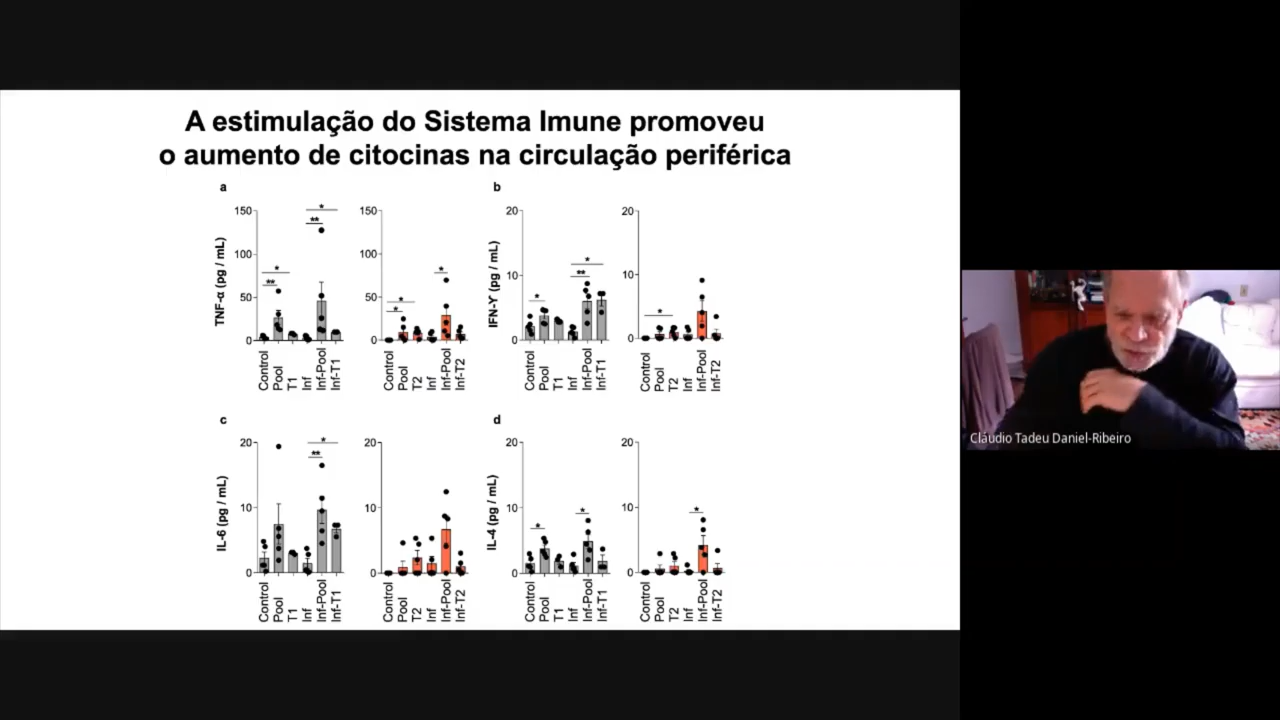 A estimulação do Sistema Imune promoveu
o aumento de citocinas na circulação periférica
a
TNF-α (pg / mL)
150
100
50
0
* ** * **
Control Pool T1 Inf Inf-Pool Inf-T1
150
100
50
0
* * *
Control Pool T2 Inf Inf-Pool Inf-T2
b
IFN-Y (pg / mL)
20
10
0
* * **
Control Pool T1 Inf Inf-Pool Inf-T1
20
10
0
*
Control Pool T2 Inf Inf-Pool Inf-T2
c
IL-6 (pg / mL)
20
10
0
* **
Control Pool T1 Inf Inf-Pool Inf-T1
20
10
0
Control Pool T2 Inf Inf-Pool Inf-T2
d
IL-4 (pg / mL)
20
10
0
* *
Control Pool T1 Inf Inf-Pool Inf-T1
20
10
0
*
Control Pool T2 Inf Inf-Pool Inf-T2
Cláudio Tadeu Daniel-Ribeiro